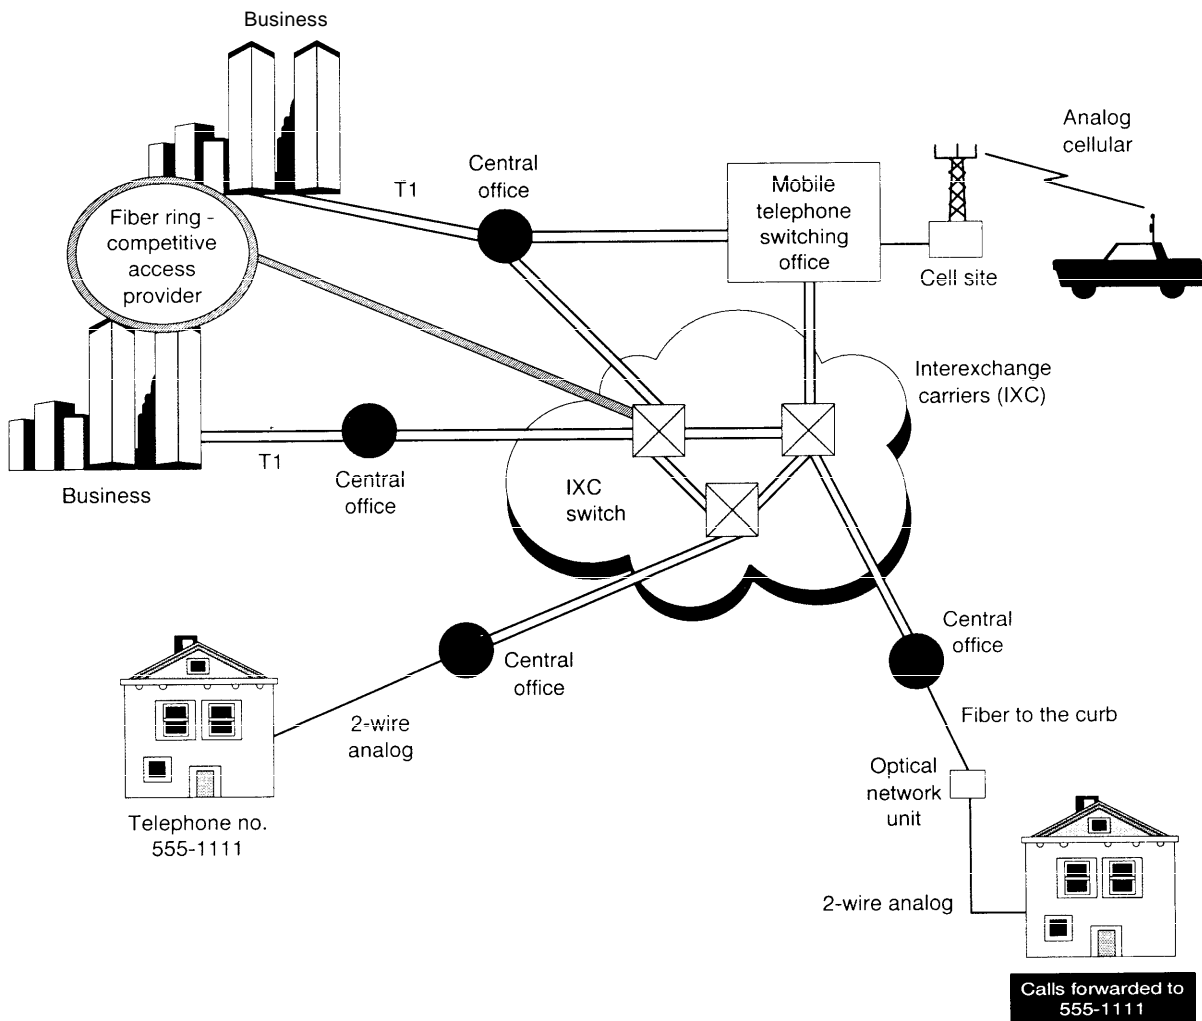 Business
Analog
cellular
Central
office
T1
Mobile
telephone
switching
office
Fiber ring -
competitive
access
provider
Cell site
Interexchange
carriers (IXC)
T1
Central
office
Business
IXC
switch
Central
office
Central
office
2-wire
analog
Fiber to the curb
Optical
network
unit
Telephone no.
555-1111
2-wire analog
Calls forwarded to
555-1111